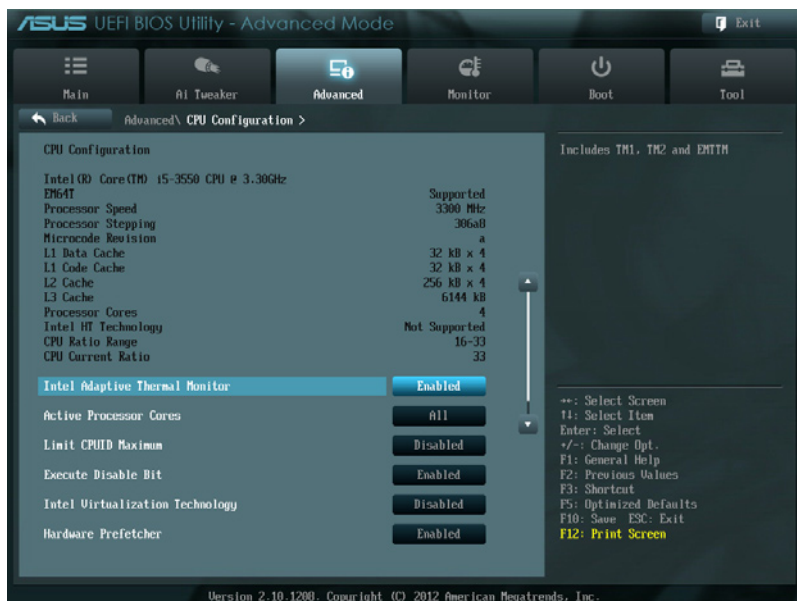 ASUS UEFI BIOS Utility - Advanced Mode
Exit
Main
Ai Tweaker
Advanced
Monitor
Boot
Tool
Back
Advanced\ CPU Configuration >
CPU Configuration
Includes TM1, TM2 and EMTTM
Intel(R) Core(TM) i5-3550 CPU @ 3.30GHz
EM64T Supported
Processor Speed 3300 MHz
Processor Stepping 306a8
Microcode Revision a
L1 Data Cache 32 kB x 4
L1 Code Cache 32 kB x 4
L2 Cache 256 kB x 4
L3 Cache 6144 kB
Processor Cores 4
Intel HT Technology Not Supported
CPU Ratio Range 16-33
CPU Current Ratio 33
Intel Adaptive Thermal Monitor Enabled
Active Processor Cores All
Limit CPUID Maximum Disabled
Execute Disable Bit Enabled
Intel Virtualization Technology Disabled
Hardware Prefetcher Enabled
→←: Select Screen
↑↓: Select Item
Enter: Select
+/-: Change Opt.
F1: General Help
F2: Previous Values
F3: Shortcut
F5: Optimized Defaults
F10: Save ESC: Exit
F12: Print Screen
Version 2.10.1208. Copyright (C) 2012 American Megatrends, Inc.